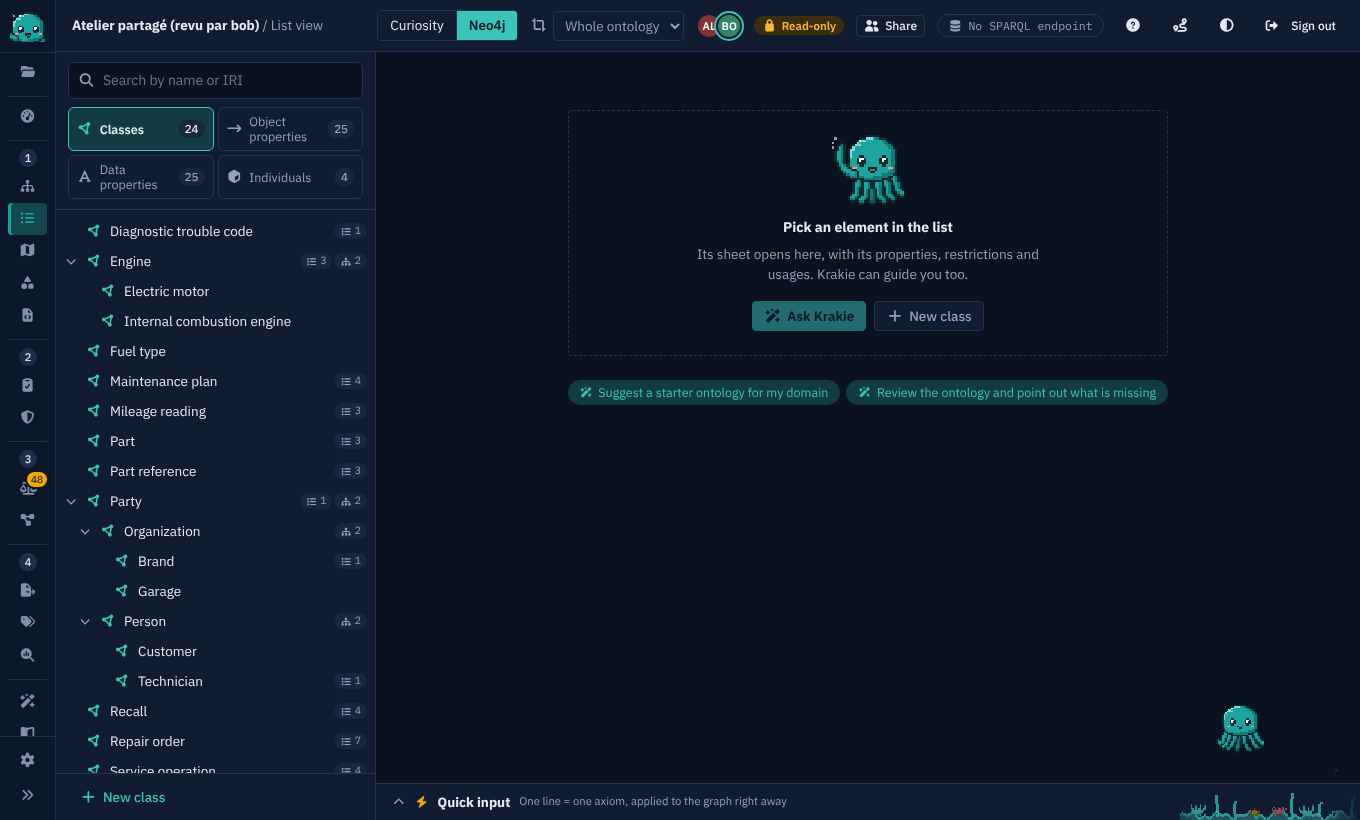 Atelier partagé (revu par bob) / List view
Curiosity
Neo4j
Whole ontology
AL
BO
Read-only
Share
No SPARQL endpoint
Sign out
Search by name or IRI
Classes 24
Object properties 25
Data properties 25
Individuals 4
1
2
3
48
4
Diagnostic trouble code 1
Engine 3 2
Electric motor
Internal combustion engine
Fuel type
Maintenance plan 4
Mileage reading 3
Part 3
Part reference 3
Party 1 2
Organization 2
Brand 1
Garage
Person 2
Customer
Technician 1
Recall 4
Repair order 7
Service operation 4
New class
Pick an element in the list
Its sheet opens here, with its properties, restrictions and
usages. Krakie can guide you too.
Ask Krakie
New class
Suggest a starter ontology for my domain
Review the ontology and point out what is missing
Quick input One line = one axiom, applied to the graph right away